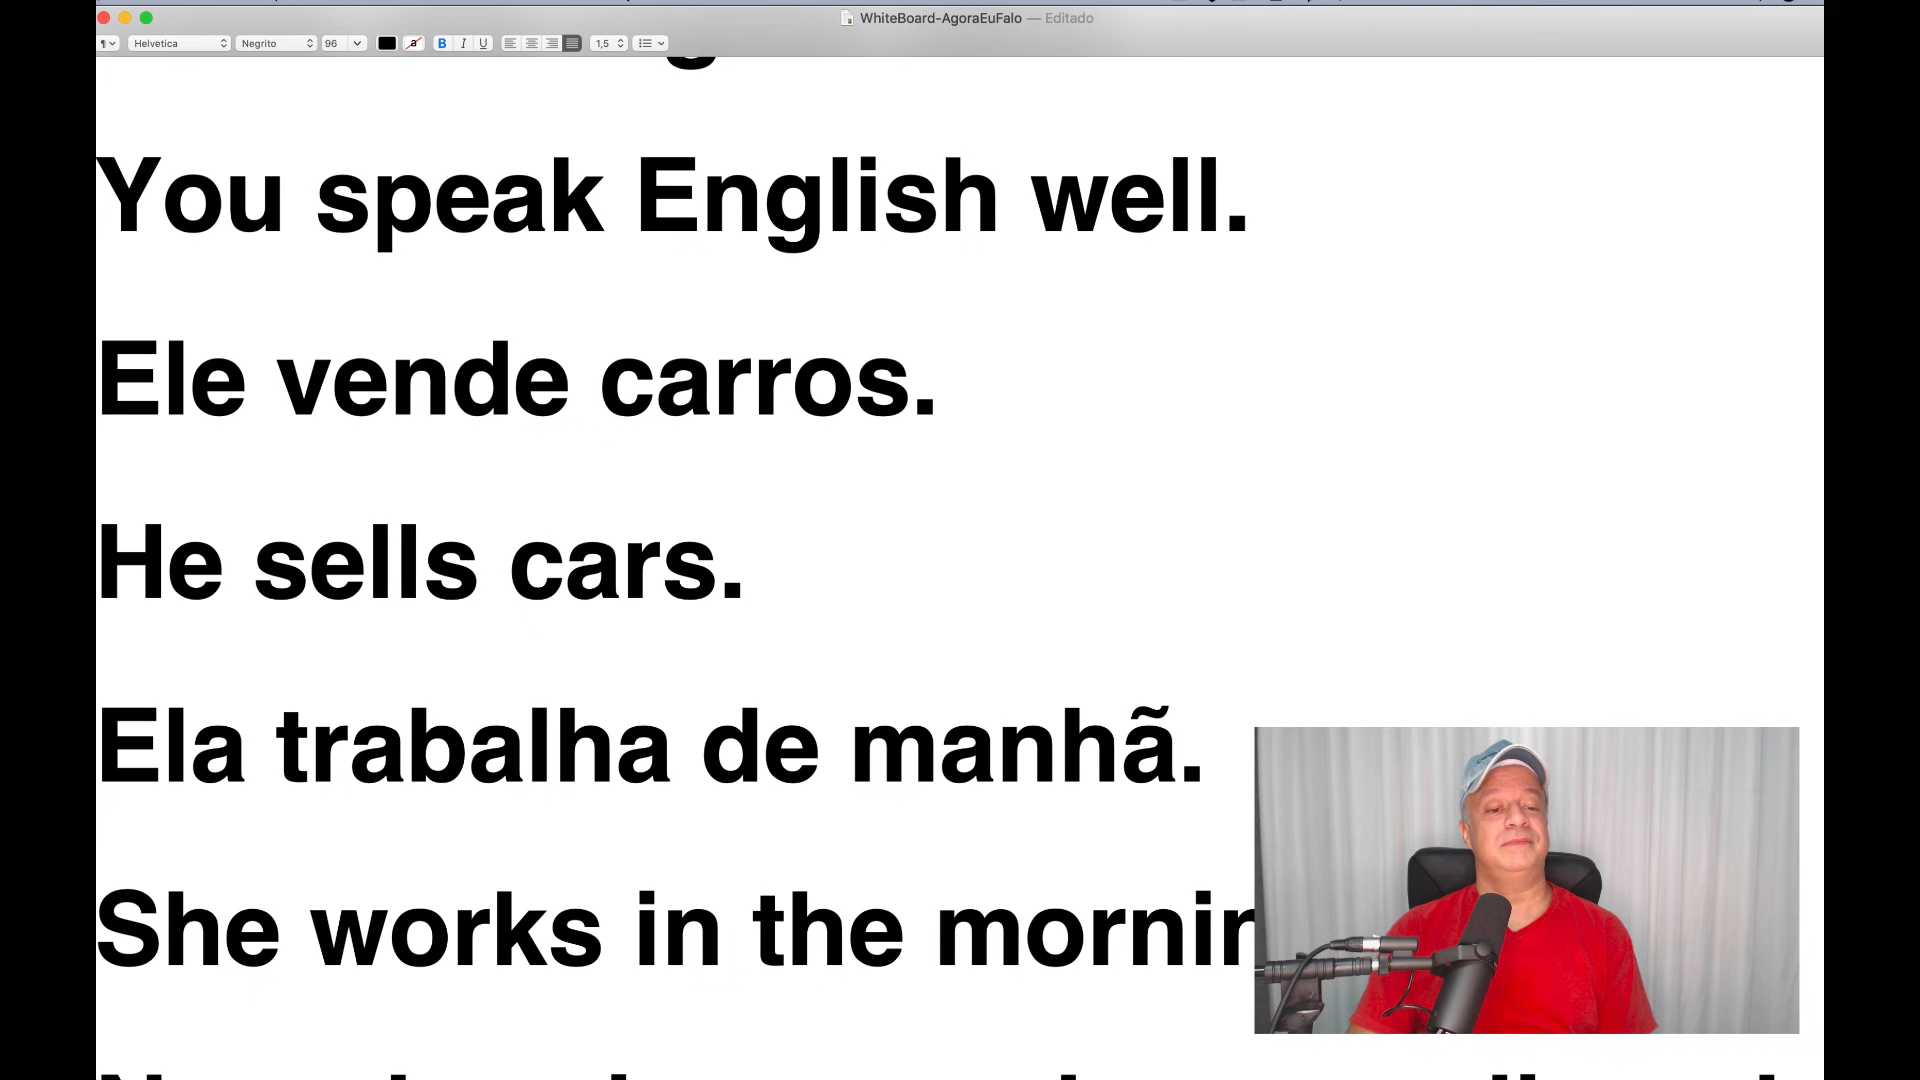 WhiteBoard-AgoraEuFalo — Editado
Helvetica Negrito 96 a B I U 1,5
You speak English well.
Ele vende carros.
He sells cars.
Ela trabalha de manhã.
She works in the mornin